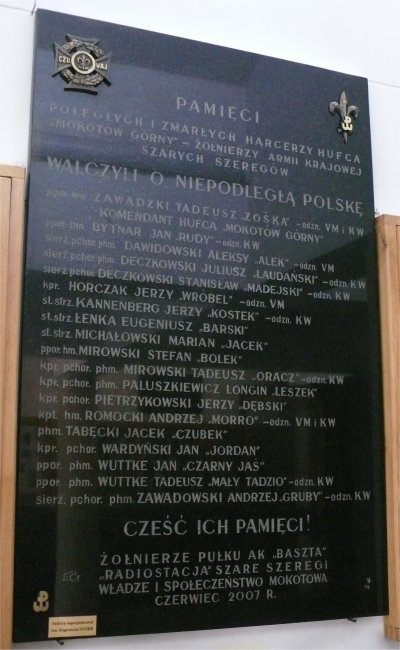 CZU WAJ
PAMIĘCI
POLEGŁYCH I ZMARŁYCH HARCERZY HUFCA
„MOKOTÓW GÓRNY" – ŻOŁNIERZY ARMII KRAJOWEJ
SZARYCH SZEREGÓW
WALCZYLI O NIEPODLEGŁĄ POLSKĘ
ppor. hm. ZAWADZKI TADEUSZ „ZOŚKA" –odzn. VM i KW
KOMENDANT HUFCA "MOKOTÓW GÓRNY"
ppor. hm. BYTNAR JAN „RUDY" –odzn. KW
sierż. pchor. phm. DAWIDOWSKI ALEKSY „ALEK" –odzn. VM
sierż. pchor. phm. DECZKOWSKI JULIUSZ „LAUDAŃSKI" –odzn. KW
sierż. pchor. DECZKOWSKI STANISŁAW „MADEJSKI" –odzn. KW
kpr. HORCZAK JERZY „WRÓBEL" –odzn. VM
st. strz. KANNENBERG JERZY „KOSTEK" –odzn. KW
st. strz. ŁENKA EUGENIUSZ „BARSKI"
st. strz. MICHAŁOWSKI MARIAN „JACEK"
ppor. hm. MIROWSKI STEFAN „BOLEK"
kpr. pchor. phm. MIROWSKI TADEUSZ „ORACZ" –odzn. KW
kpr. pchor. phm. PALUSZKIEWICZ LONGIN „LESZEK"
kpr. pchor. PJETRZYKOWSKI JERZY „DĘBSKI"
kpt. hm. ROMOCKI ANDRZEJ „MORRO" –odzn. VM i KW
phm. TABĘCKI JACEK „CZUBEK"
kpr. pchor. WARDYŃSKI JAN „JORDAN"
ppor. phm. WUTTKE JAN „CZARNY JAŚ"
ppor. phm. WUTTKE TADEUSZ „MAŁY TADZIO" –odzn. KW
sierż. pchor. phm. ZAWADOWSKI ANDRZEJ „GRUBY" –odzn. KW
CZEŚĆ ICH PAMIĘCI!
ŻOŁNIERZE PUŁKU AK „BASZTA"
„RADIOSTACJA" SZARE SZEREGI
WŁADZE I SPOŁECZEŃSTWO MOKOTOWA
CZERWIEC 2007 R.
Tablicę zaprojektował